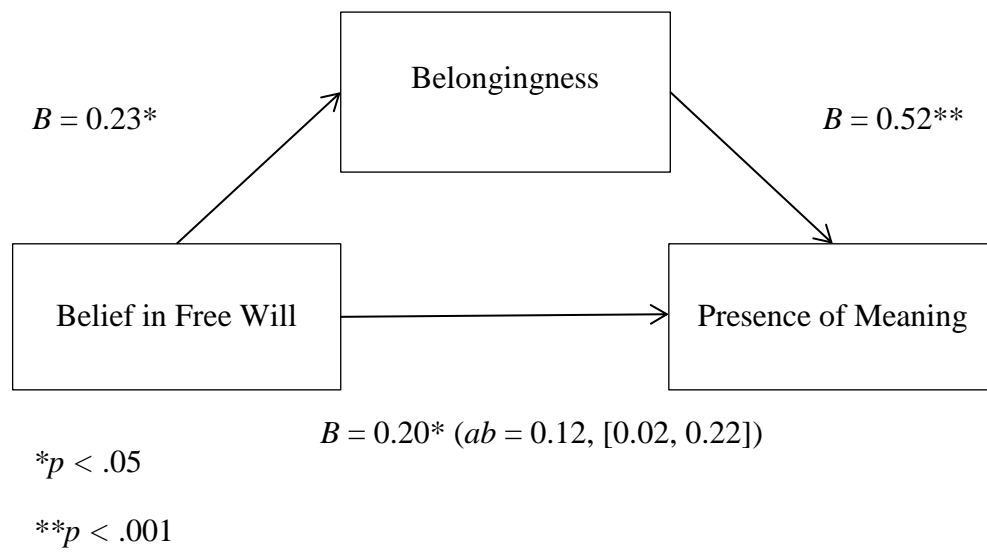 Belongingness
B = 0.23*
B = 0.52**
Belief in Free Will
Presence of Meaning
B = 0.20* (ab = 0.12, [0.02, 0.22])
*p < .05
**p < .001